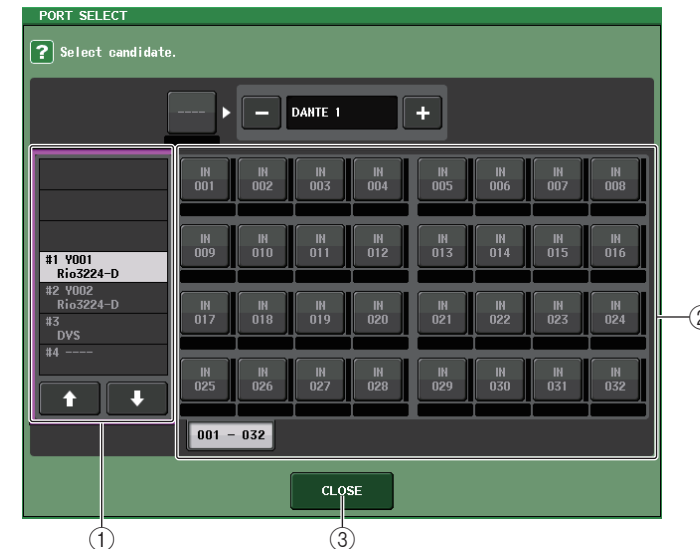 PORT SELECT
? Select candidate.
---- − DANTE 1 +
#1 Y001
Rio3224-D
#2 Y002
Rio3224-D
#3
DVS
#4 ----
IN 001 IN 002 IN 003 IN 004 IN 005 IN 006 IN 007 IN 008
IN 009 IN 010 IN 011 IN 012 IN 013 IN 014 IN 015 IN 016
IN 017 IN 018 IN 019 IN 020 IN 021 IN 022 IN 023 IN 024
IN 025 IN 026 IN 027 IN 028 IN 029 IN 030 IN 031 IN 032
001 - 032
CLOSE
① ③
②